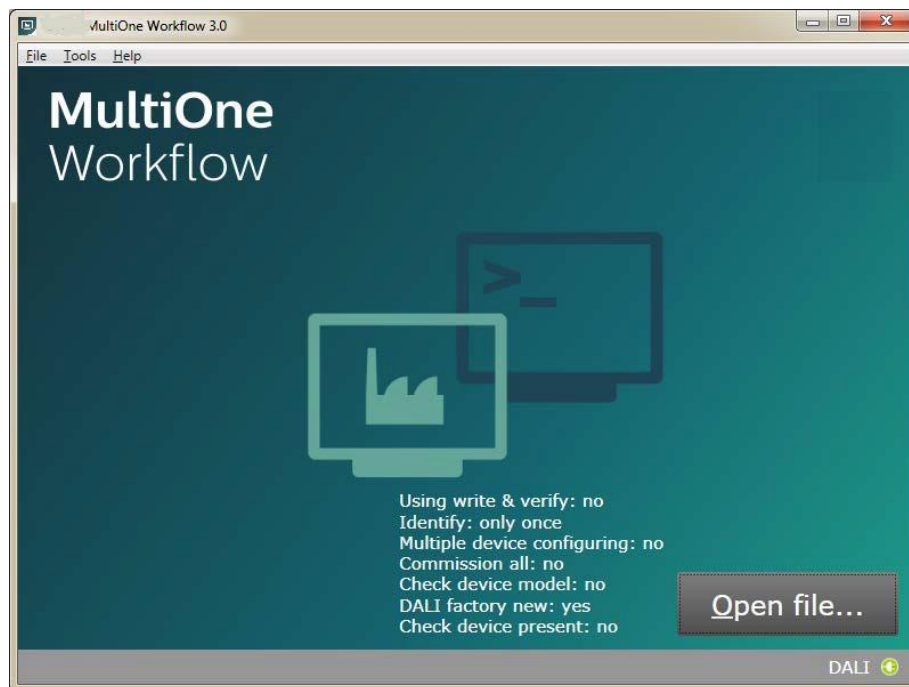 MultiOne Workflow 3.0
File Tools Help
MultiOne
Workflow
>_
Using write & verify: no
Identify: only once
Multiple device configuring: no
Commission all: no
Check device model: no
DALI factory new: yes
Check device present: no
Open file...
DALI